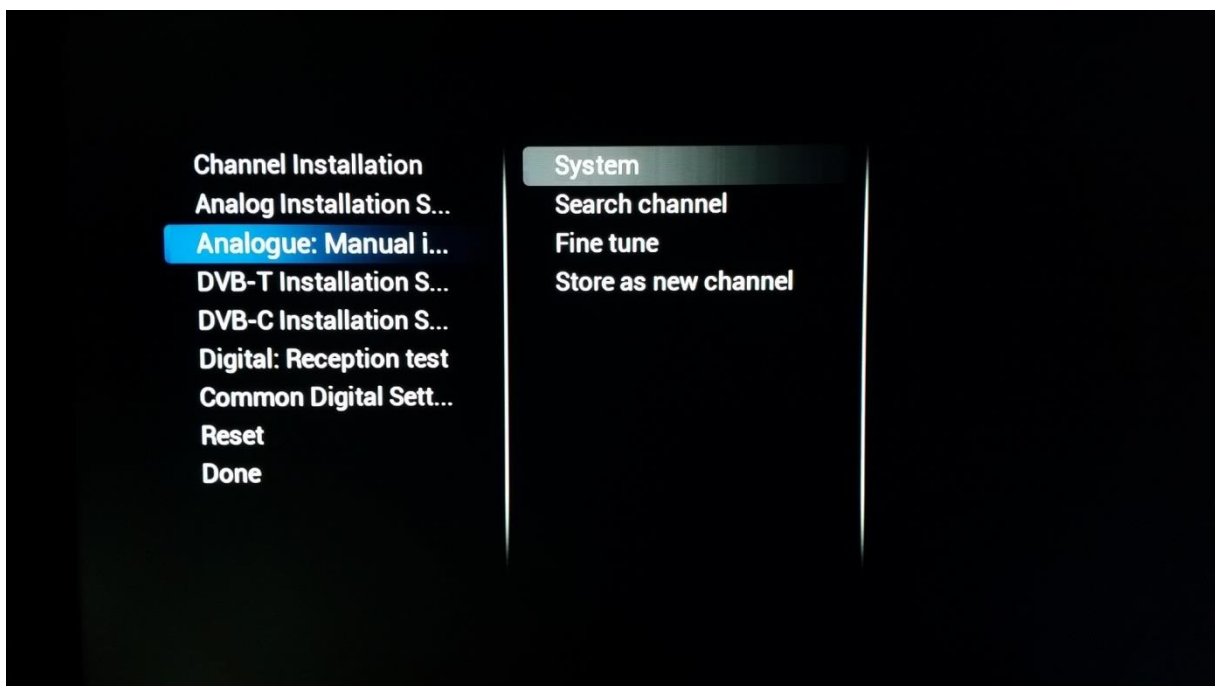 Channel Installation
Analog Installation S...
Analogue: Manual i...
DVB-T Installation S...
DVB-C Installation S...
Digital: Reception test
Common Digital Sett...
Reset
Done
System
Search channel
Fine tune
Store as new channel